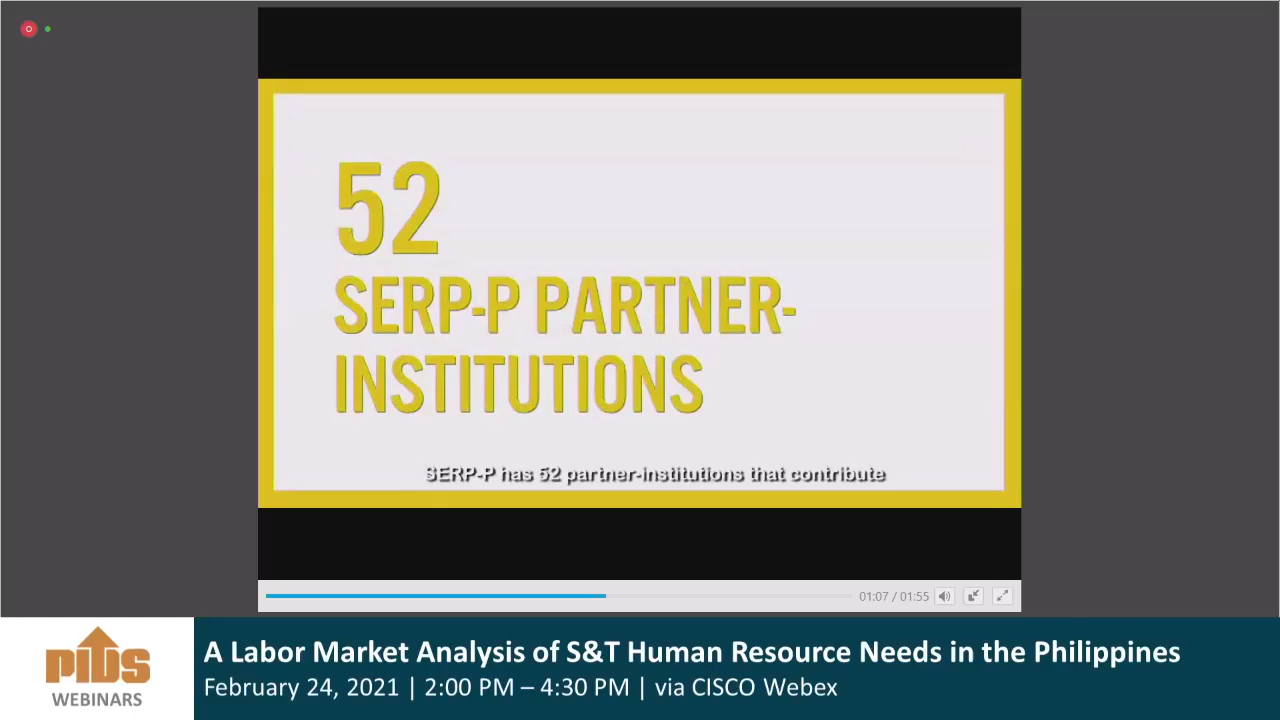 52
SERP-P PARTNER-
INSTITUTIONS
SERP-P has 52 partner-institutions that contribute
01:07 / 01:55
PIDS
WEBINARS
A Labor Market Analysis of S&T Human Resource Needs in the Philippines
February 24, 2021 | 2:00 PM – 4:30 PM | via CISCO Webex